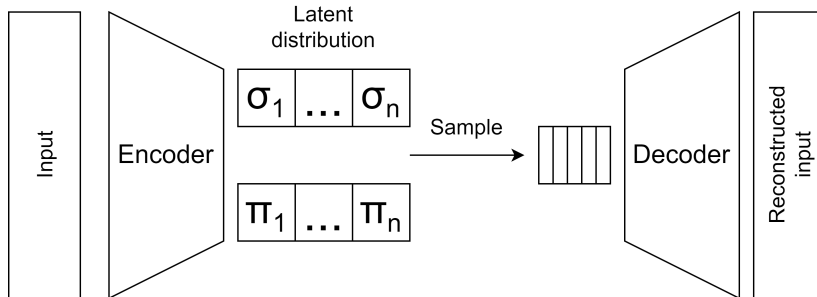 Input
Encoder
Latent
distribution
σ1 ... σn
π1 ... πn
Sample
Decoder
Reconstructed
input